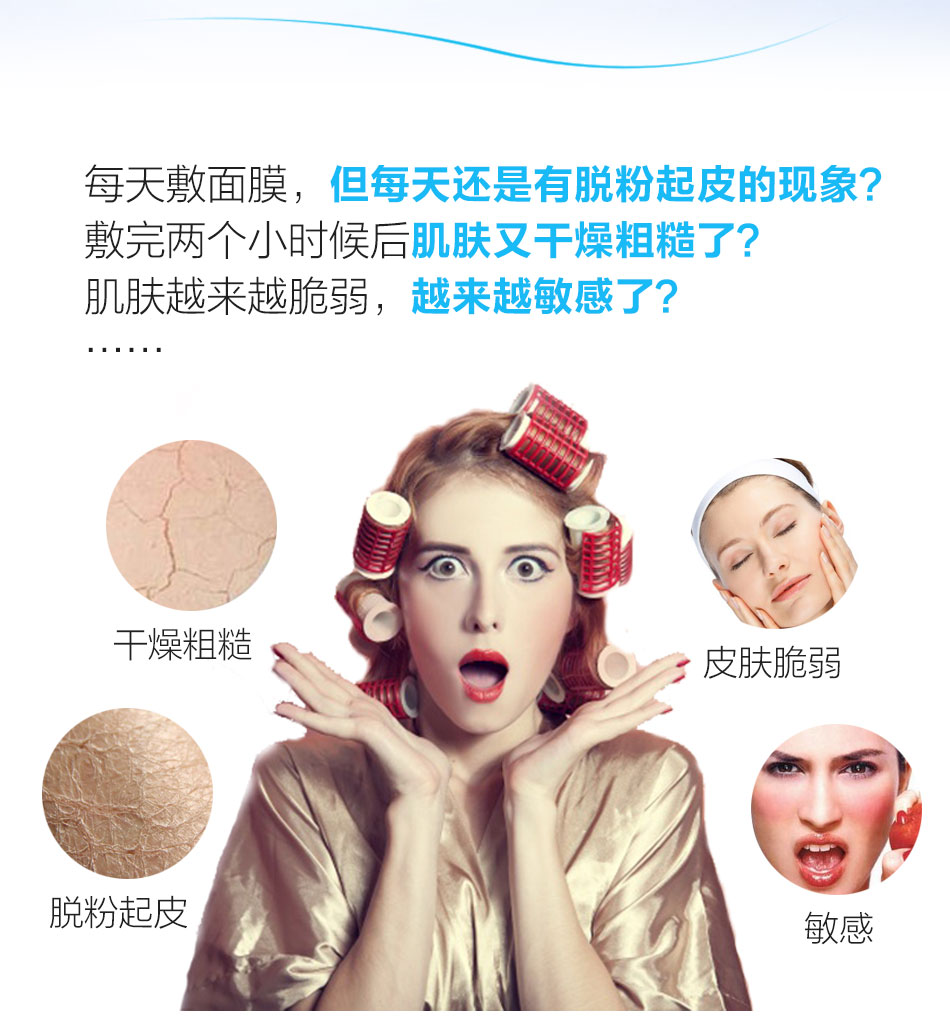 每天敷面膜，但每天还是有脱粉起皮的现象？
敷完两个小时候后肌肤又干燥粗糙了？
肌肤越来越脆弱，越来越敏感了？
……
干燥粗糙
皮肤脆弱
脱粉起皮
敏感